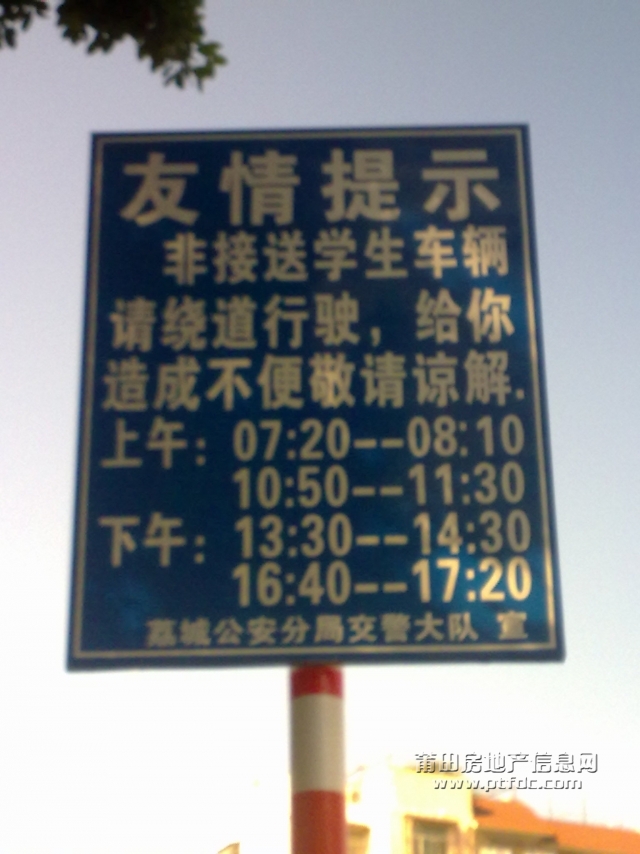 友情提示
非接送学生车辆
请绕道行驶，给你
造成不便敬请谅解.
上午：07:20--08:10
10:50--11:30
下午：13:30--14:30
16:40--17:20
荔城公安分局交警大队 宣
莆田房地产信息网
www.ptfdc.com